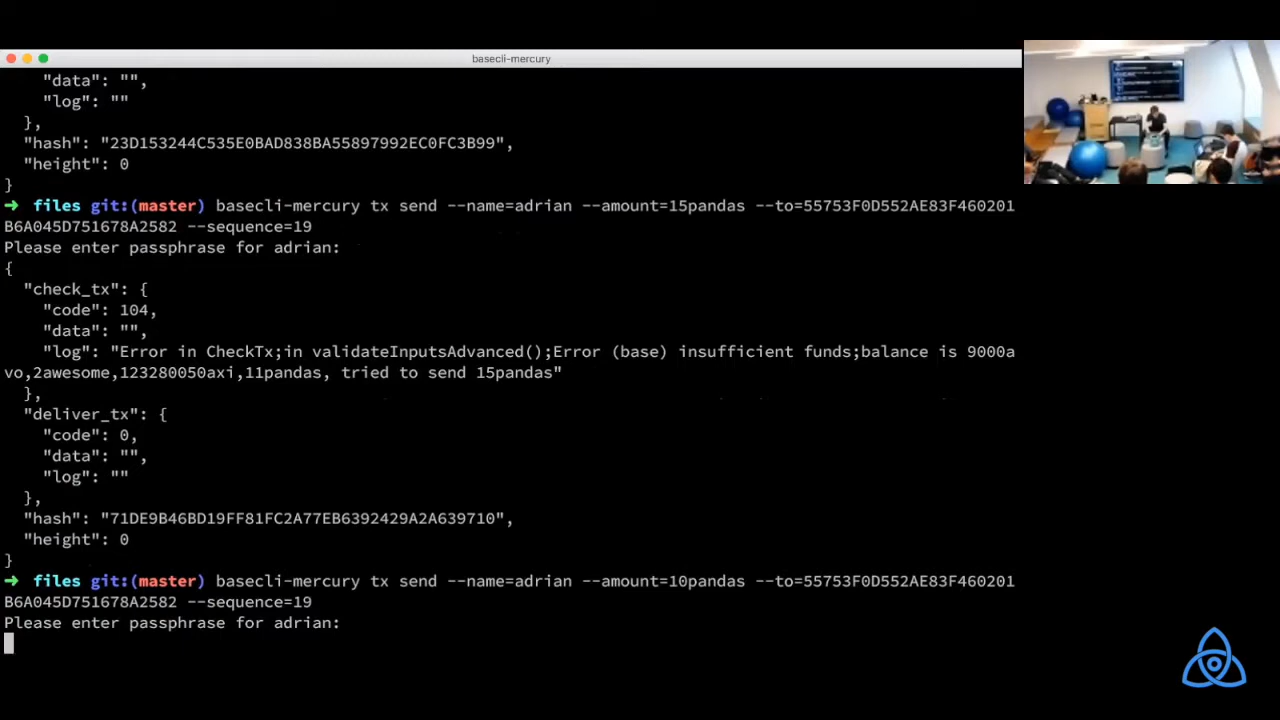 basecli-mercury
"data": "",
"log": ""
},
"hash": "23D153244C535E0BAD838BA55897992EC0FC3B99",
"height": 0
}
➜ files git:(master) basecli-mercury tx send --name=adrian --amount=15pandas --to=55753F0D552AE83F460201
B6A045D751678A2582 --sequence=19
Please enter passphrase for adrian:
{
"check_tx": {
"code": 104,
"data": "",
"log": "Error in CheckTx;in validateInputsAdvanced();Error (base) insufficient funds;balance is 9000a
vo,2awesome,123280050axi,11pandas, tried to send 15pandas"
},
"deliver_tx": {
"code": 0,
"data": "",
"log": ""
},
"hash": "71DE9B46BD19FF81FC2A77EB6392429A2A639710",
"height": 0
}
➜ files git:(master) basecli-mercury tx send --name=adrian --amount=10pandas --to=55753F0D552AE83F460201
B6A045D751678A2582 --sequence=19
Please enter passphrase for adrian: